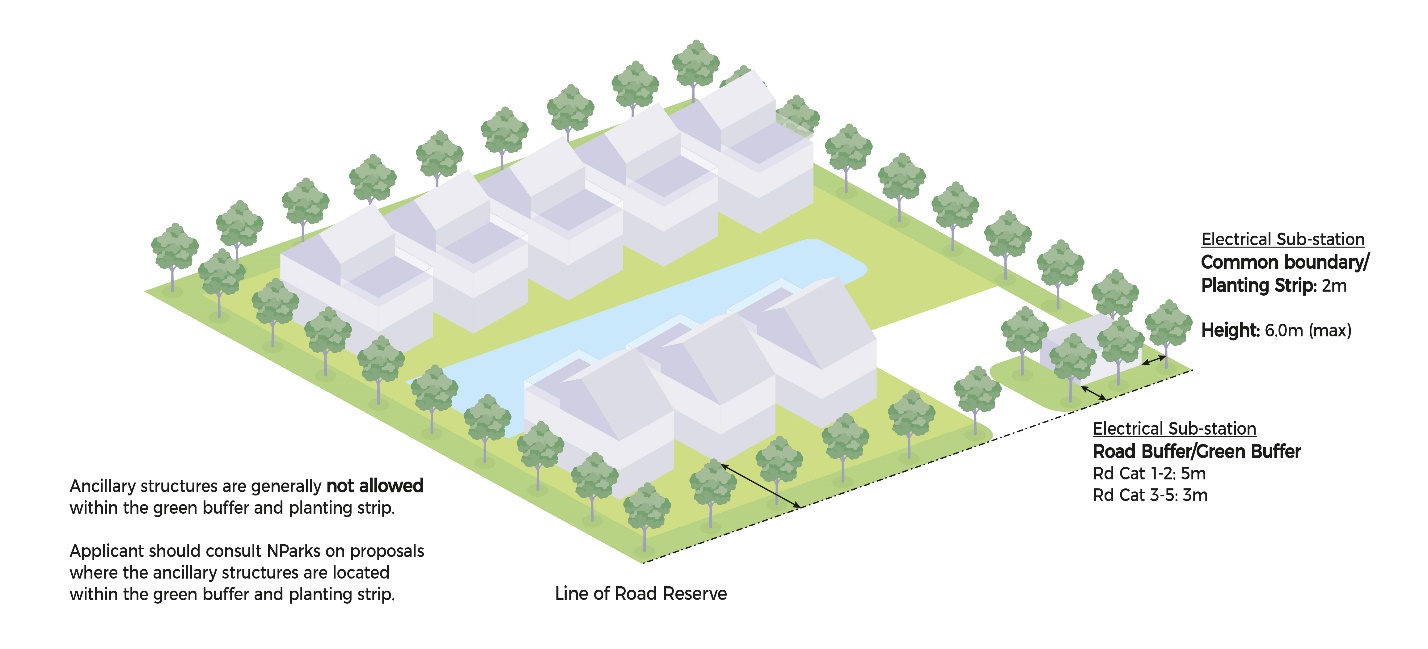 Electrical Sub-station
Common boundary/
Planting Strip: 2m
Height: 6.0m (max)
Electrical Sub-station
Road Buffer/Green Buffer
Rd Cat 1-2: 5m
Rd Cat 3-5: 3m
Ancillary structures are generally not allowed
within the green buffer and planting strip.
Applicant should consult NParks on proposals
where the ancillary structures are located
within the green buffer and planting strip.
Line of Road Reserve